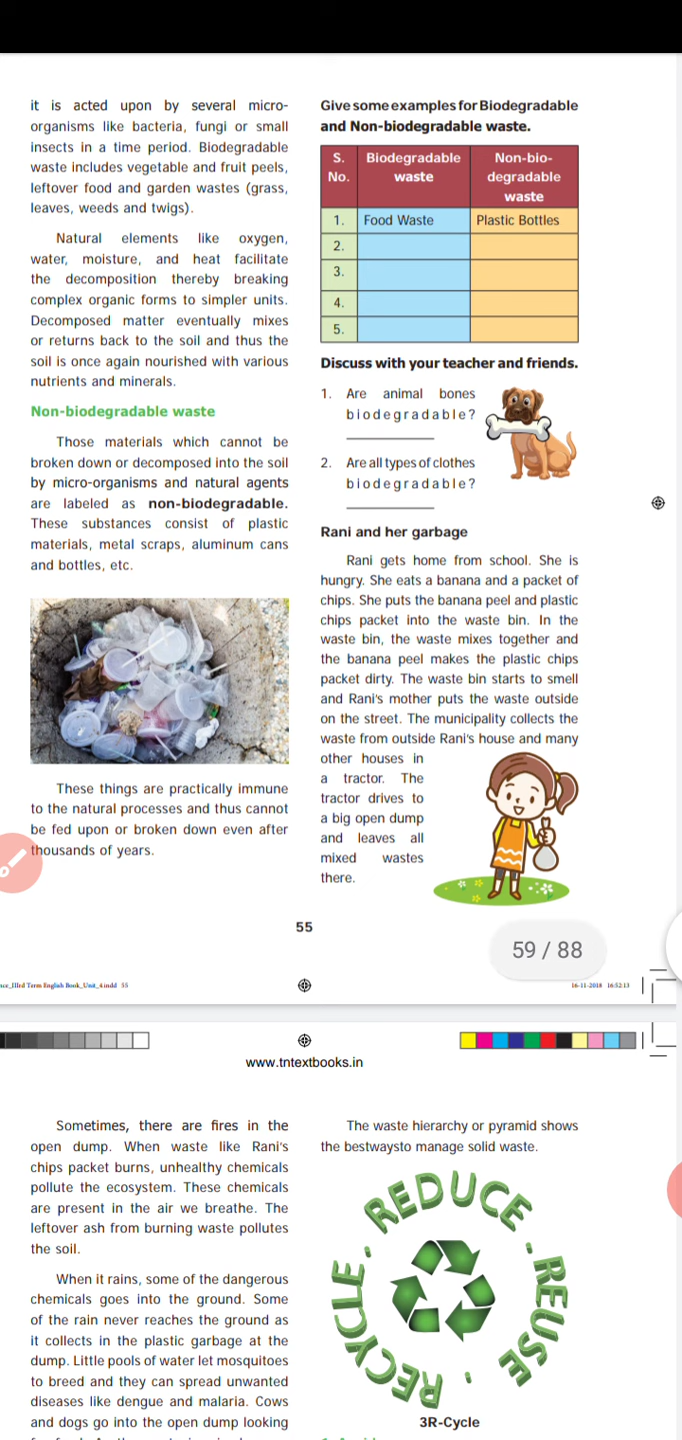 it is acted upon by several micro-
organisms like bacteria, fungi or small
insects in a time period. Biodegradable
waste includes vegetable and fruit peels,
leftover food and garden wastes (grass,
leaves, weeds and twigs).
Natural elements like oxygen,
water, moisture, and heat facilitate
the decomposition thereby breaking
complex organic forms to simpler units.
Decomposed matter eventually mixes
or returns back to the soil and thus the
soil is once again nourished with various
nutrients and minerals.
Non-biodegradable waste
Those materials which cannot be
broken down or decomposed into the soil
by micro-organisms and natural agents
are labeled as non-biodegradable.
These substances consist of plastic
materials, metal scraps, aluminum cans
and bottles, etc.
These things are practically immune
to the natural processes and thus cannot
be fed upon or broken down even after
thousands of years.
Give some examples for Biodegradable
and Non-biodegradable waste.
S. No. Biodegradable waste Non-bio-degradable waste
1. Food Waste Plastic Bottles
2.
3.
4.
5.
Discuss with your teacher and friends.
1. Are animal bones
biodegradable?
2. Are all types of clothes
biodegradable?
Rani and her garbage
Rani gets home from school. She is
hungry. She eats a banana and a packet of
chips. She puts the banana peel and plastic
chips packet into the waste bin. In the
waste bin, the waste mixes together and
the banana peel makes the plastic chips
packet dirty. The waste bin starts to smell
and Rani's mother puts the waste outside
on the street. The municipality collects the
waste from outside Rani's house and many
other houses in
a tractor. The
tractor drives to
a big open dump
and leaves all
mixed wastes
there.
55
59 / 88
16-11-2018 16:52:13
www.tntextbooks.in
Sometimes, there are fires in the
open dump. When waste like Rani's
chips packet burns, unhealthy chemicals
pollute the ecosystem. These chemicals
are present in the air we breathe. The
leftover ash from burning waste pollutes
the soil.
When it rains, some of the dangerous
chemicals goes into the ground. Some
of the rain never reaches the ground as
it collects in the plastic garbage at the
dump. Little pools of water let mosquitoes
to breed and they can spread unwanted
diseases like dengue and malaria. Cows
and dogs go into the open dump looking
The waste hierarchy or pyramid shows
the bestwaysto manage solid waste.
REDUCE . REUSE . RECYCLE .
3R-Cycle